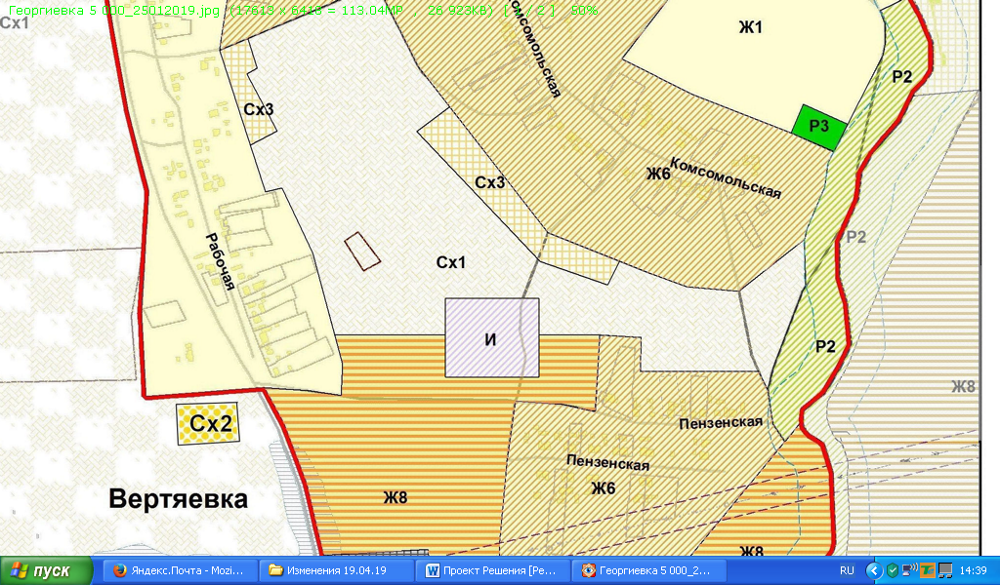 Георгиевка 5 000_25012019.jpg (17613 x 6418 = 113.04MP , 26 923KB) [ / 2 ] 50%
Сх1
Комсомольская
Ж1
Р2
Сх3
Р3
Сх3
Ж6
Комсомольская
Р2
Рабочая
Сх1
И
Р2
Ж8
Сх2
Пензенская
Пензенская
Ж6
Вертяевка
Ж8
Ж8
пуск
Яндекс.Почта - Mozi...
Изменения 19.04.19
Проект Решения [Ре...
Георгиевка 5 000_2...
RU
14:39